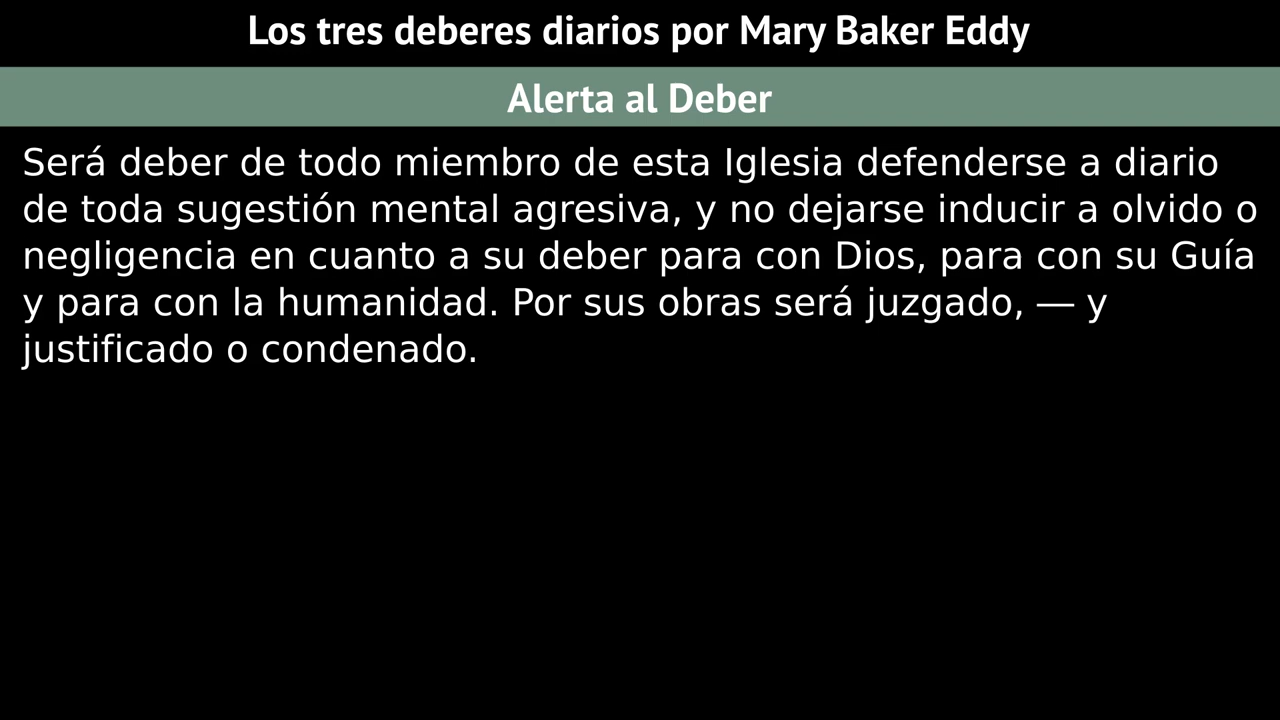 Los tres deberes diarios por Mary Baker Eddy
Alerta al Deber
Será deber de todo miembro de esta Iglesia defenderse a diario
de toda sugestión mental agresiva, y no dejarse inducir a olvido o
negligencia en cuanto a su deber para con Dios, para con su Guía
y para con la humanidad. Por sus obras será juzgado, — y
justificado o condenado.